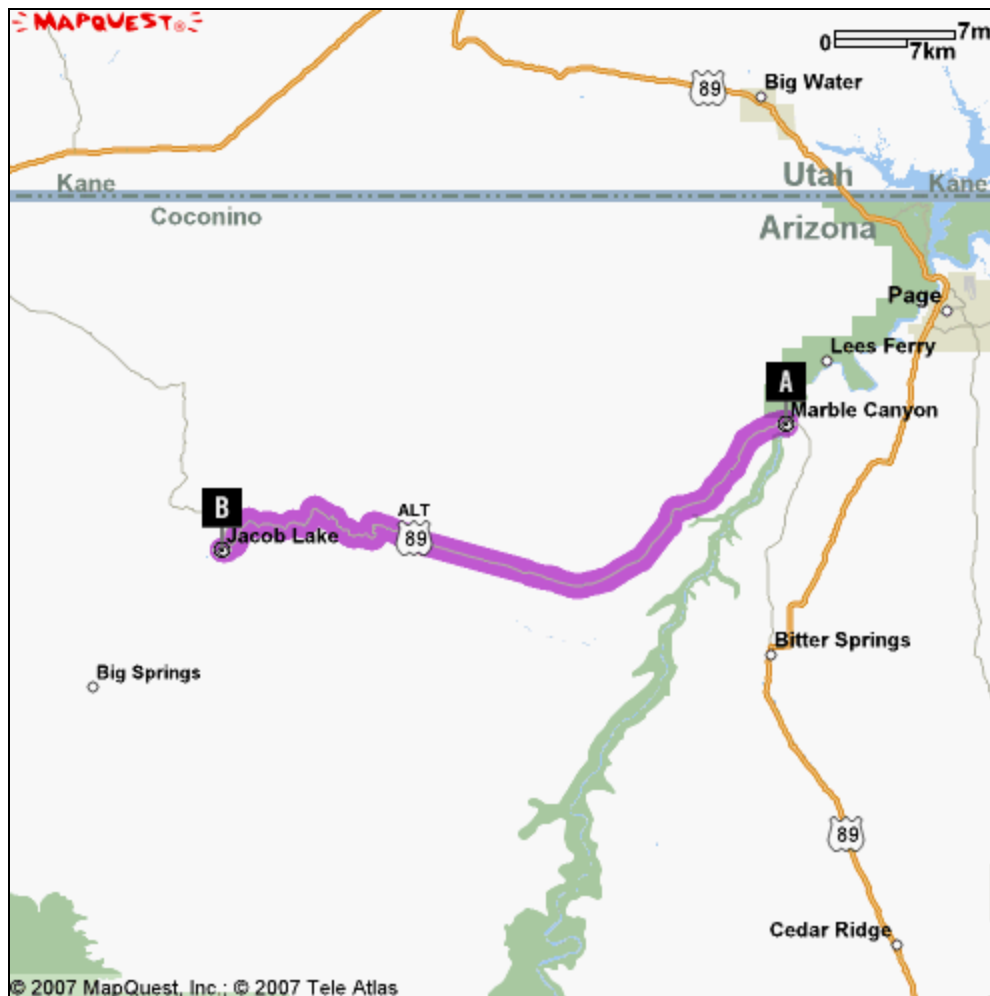 MAPQUEST®
7m
0
7km
89
Big Water
Utah
Kane
Kane
Coconino
Arizona
Page
Lees Ferry
A
Marble Canyon
B
Jacob Lake
ALT
89
Bitter Springs
Big Springs
89
Cedar Ridge
© 2007 MapQuest, Inc.; © 2007 Tele Atlas